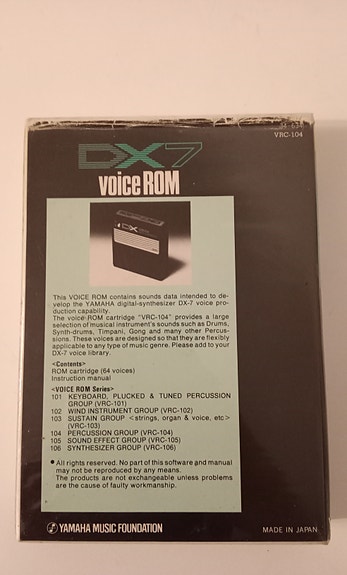 VRC-104
DX7
voice ROM
DX7
This VOICE ROM contains sounds data intended to de-
velop the YAMAHA digital-synthesizer DX-7 voice pro-
duction capability.
The voice-ROM cartridge "VRC-104" provides a large
selection of musical instrument's sounds such as Drums,
Synth-drums, Timpani, Gong and many other Percus-
sions. These voices are designed so that they are flexibly
applicable to any type of music genre. Please add to your
DX-7 voice library.
<Contents>
ROM cartridge (64 voices)
Instruction manual
<VOICE ROM Series>
101 KEYBOARD, PLUCKED & TUNED PERCUSSION
GROUP (VRC-101)
102 WIND INSTRUMENT GROUP (VRC-102)
103 SUSTAIN GROUP <strings, organ & voice, etc>
(VRC-103)
104 PERCUSSION GROUP (VRC-104)
105 SOUND EFFECT GROUP (VRC-105)
106 SYNTHESIZER GROUP (VRC-106)
● All rights reserved. No part of this software and manual
may not be reproduced by any means.
The products are not exchangeable unless problems
are the cause of faulty workmanship.
YAMAHA MUSIC FOUNDATION
MADE IN JAPAN